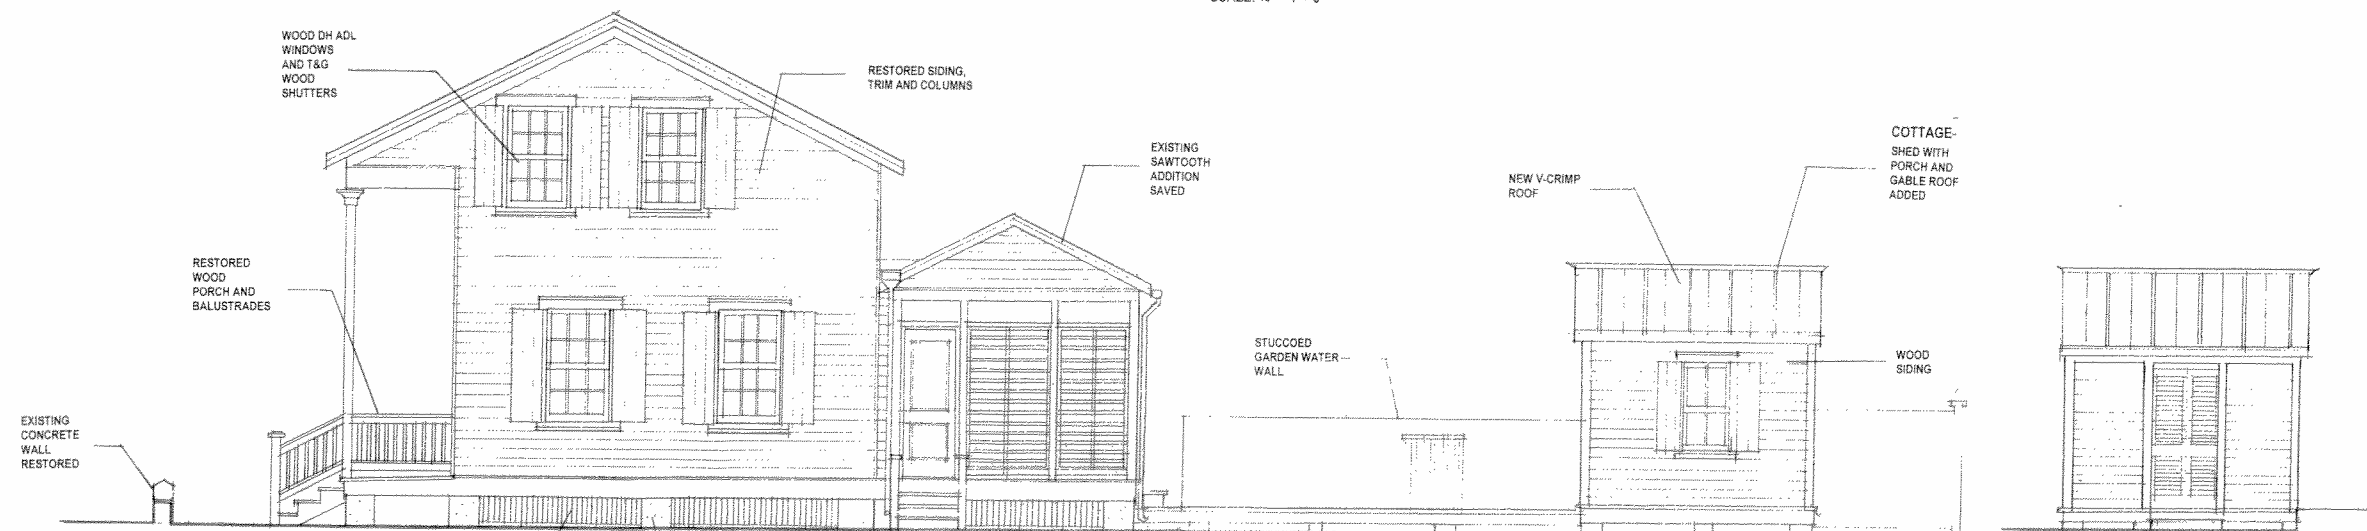 WOOD DH ADL
WINDOWS
AND T&G
WOOD
SHUTTERS
RESTORED SIDING,
TRIM AND COLUMNS
EXISTING
SAWTOOTH
ADDITION
SAVED
NEW V-CRIMP
ROOF
COTTAGE-
SHED WITH
PORCH AND
GABLE ROOF
ADDED
RESTORED
WOOD
PORCH AND
BALUSTRADES
STUCCOED
GARDEN WATER
WALL
WOOD
SIDING
EXISTING
CONCRETE
WALL
RESTORED